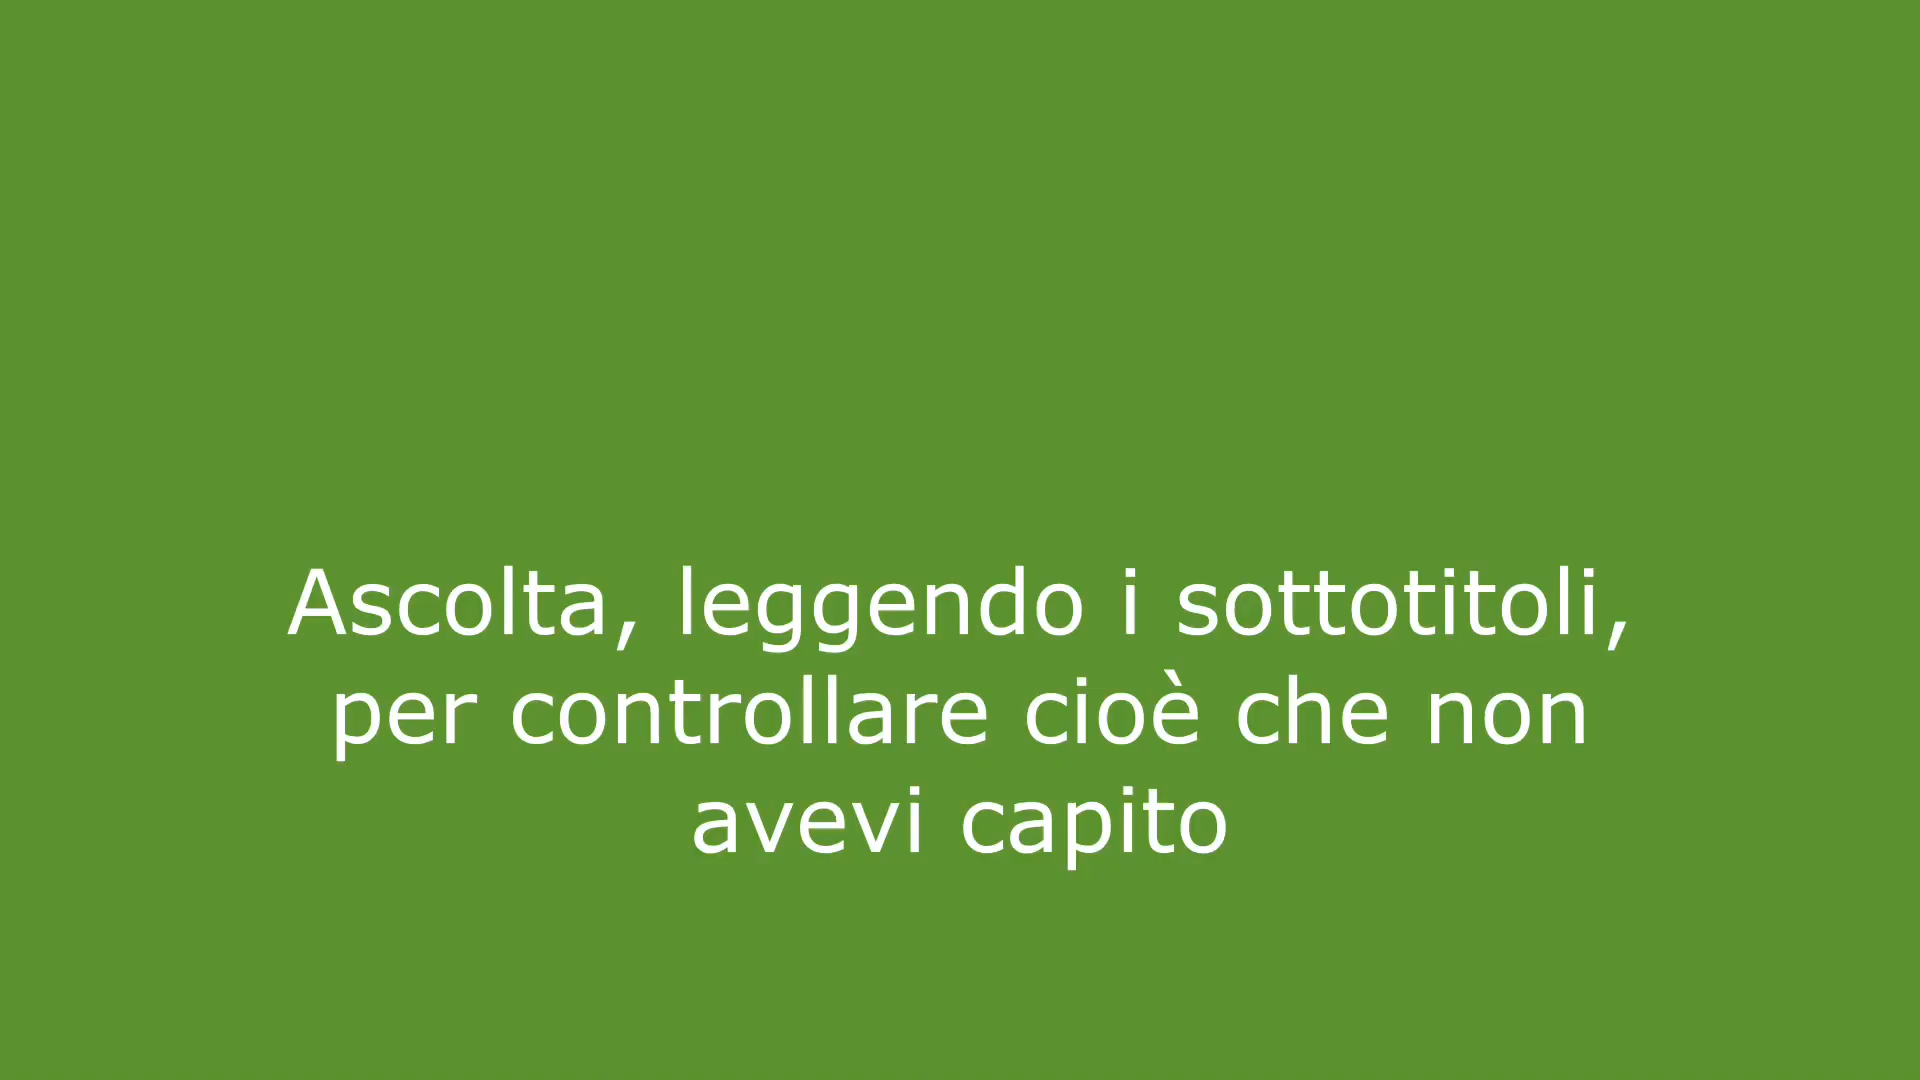 Ascolta, leggendo i sottotitoli,
per controllare cioè che non
avevi capito